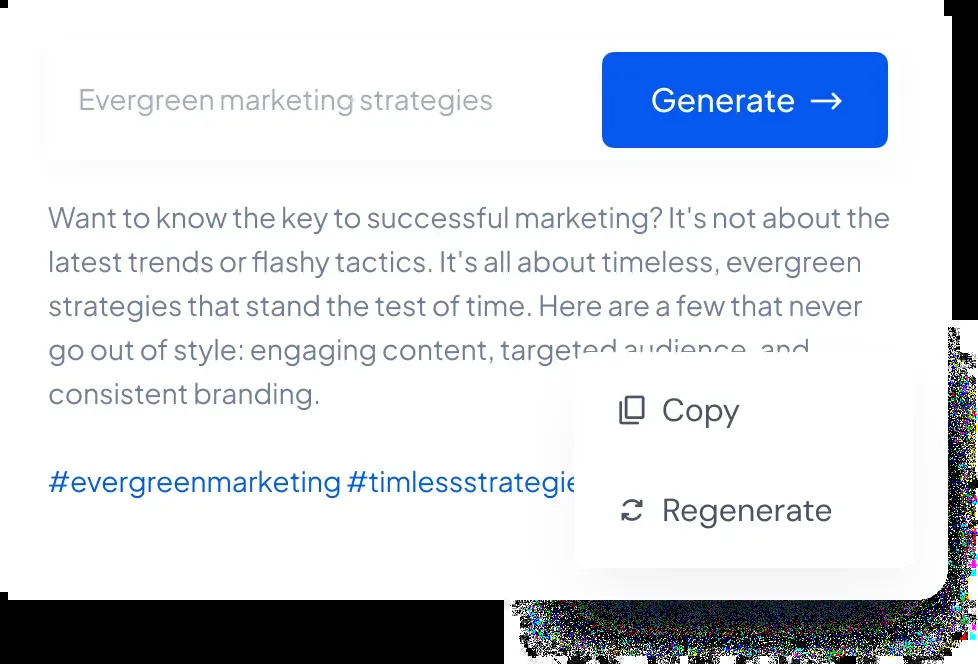 Evergreen marketing strategies
Generate →
Want to know the key to successful marketing? It's not about the
latest trends or flashy tactics. It's all about timeless, evergreen
strategies that stand the test of time. Here are a few that never
go out of style: engaging content, targeted audience, and
consistent branding.
#evergreenmarketing #timlessstrategie
Copy
Regenerate